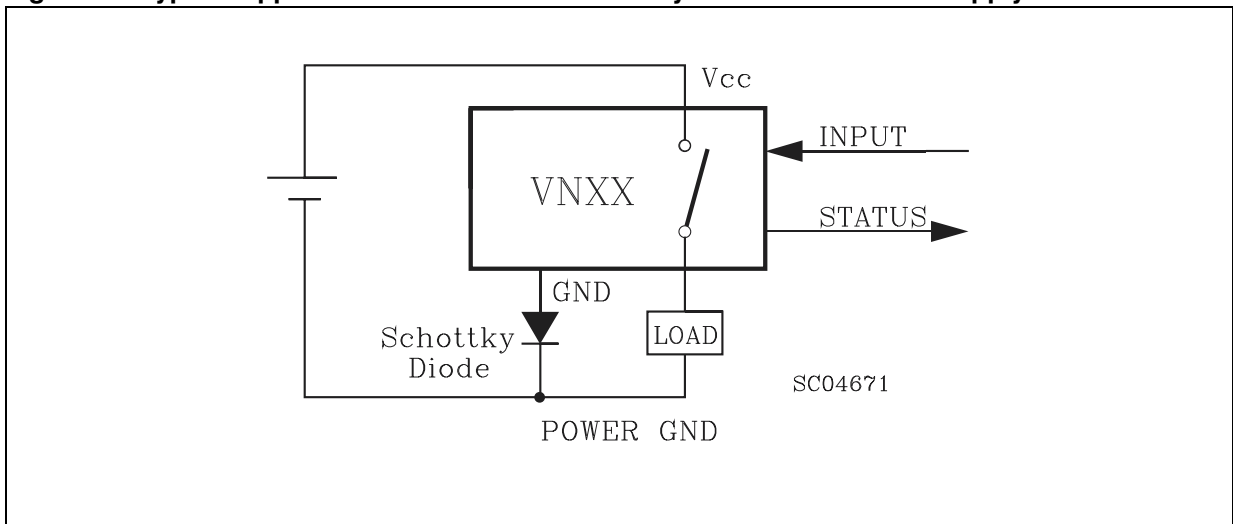 Vcc
INPUT
VNXX
STATUS
GND
Schottky
Diode
LOAD
SC04671
POWER GND